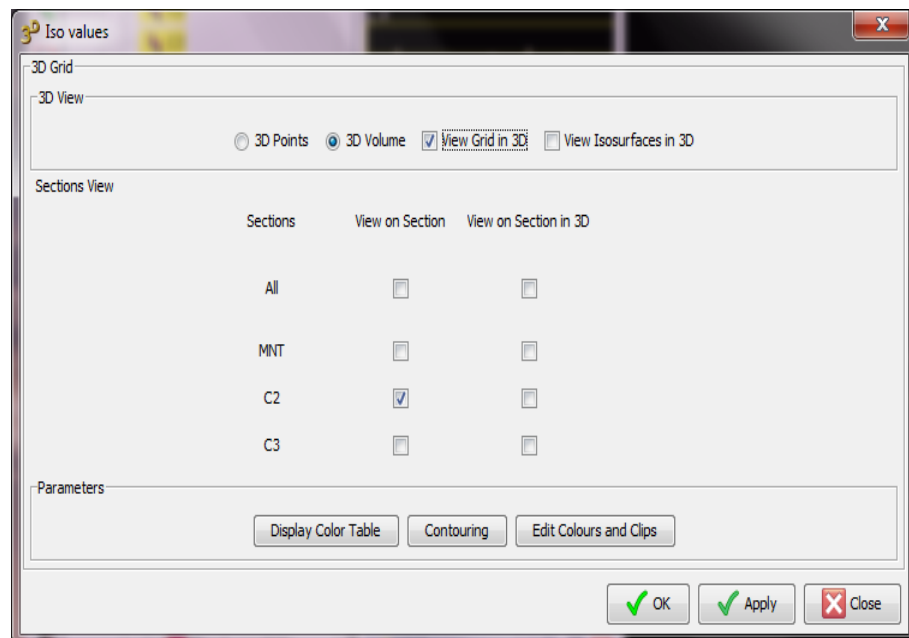 3D Iso values
3D Grid
3D View
3D Points 3D Volume View Grid in 3D View Isosurfaces in 3D
Sections View
Sections View on Section View on Section in 3D
All
MNT
C2
C3
Parameters
Display Color Table Contouring Edit Colours and Clips
OK Apply Close